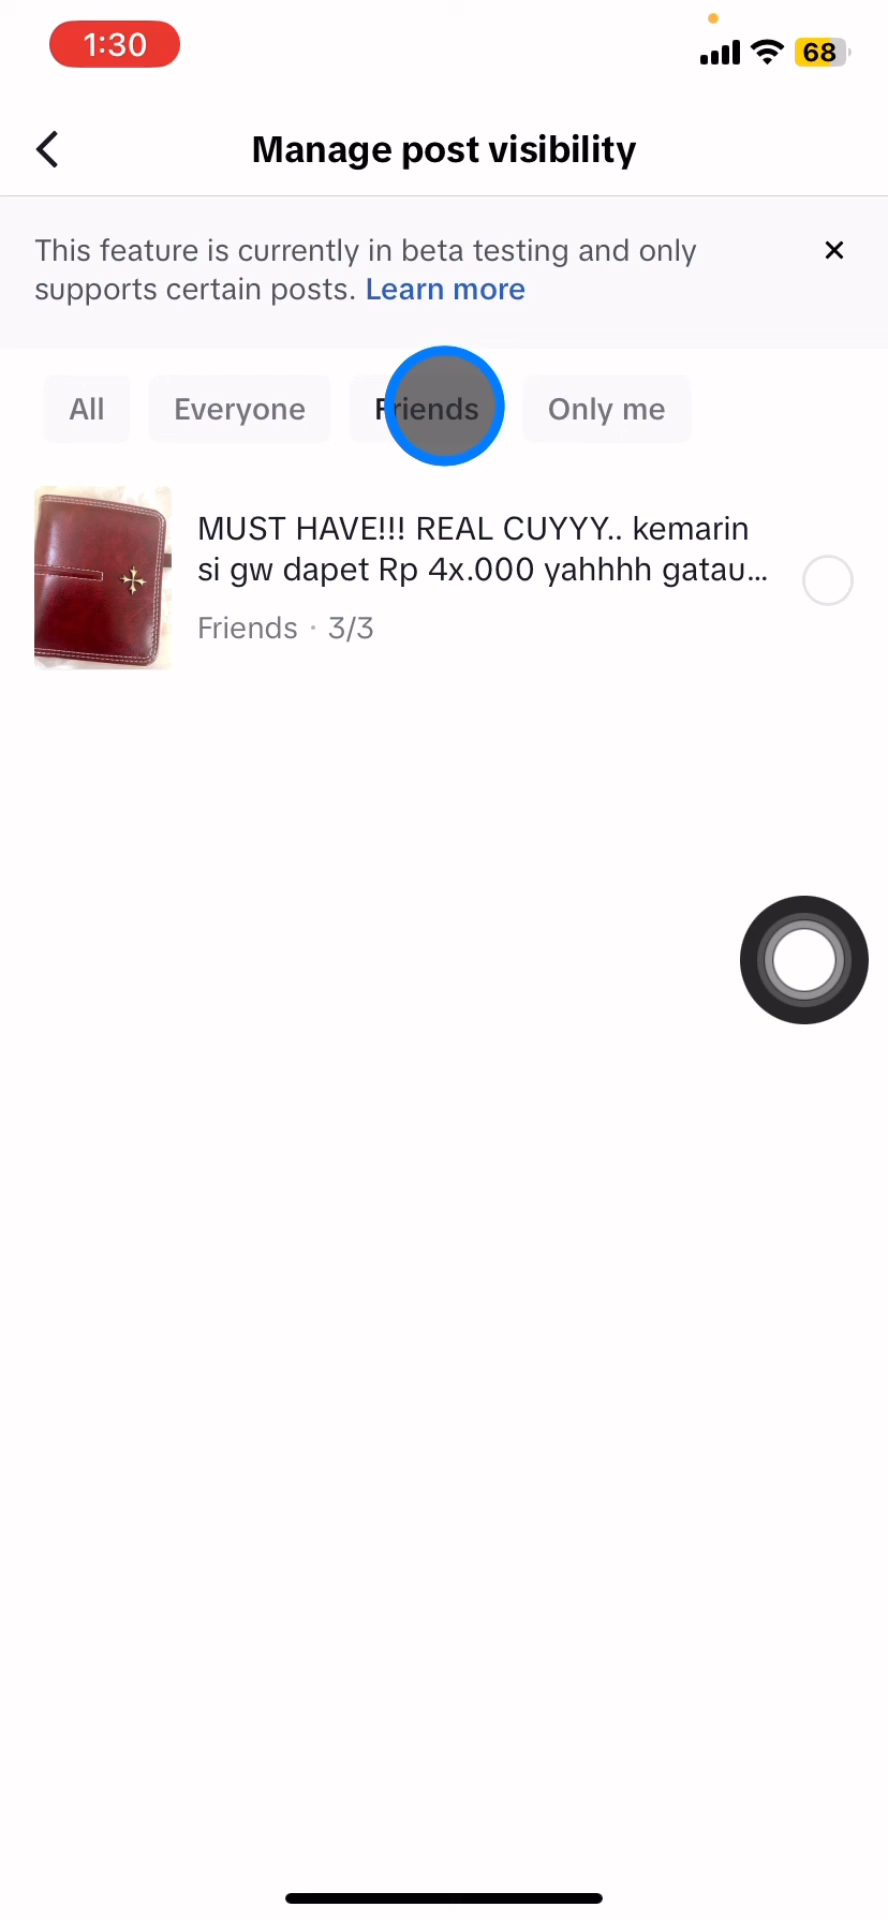 1:30
68
Manage post visibility
This feature is currently in beta testing and only
supports certain posts. Learn more
All
Everyone
Friends
Only me
MUST HAVE!!! REAL CUYYY.. kemarin
si gw dapet Rp 4x.000 yahhhh gatau...
Friends · 3/3